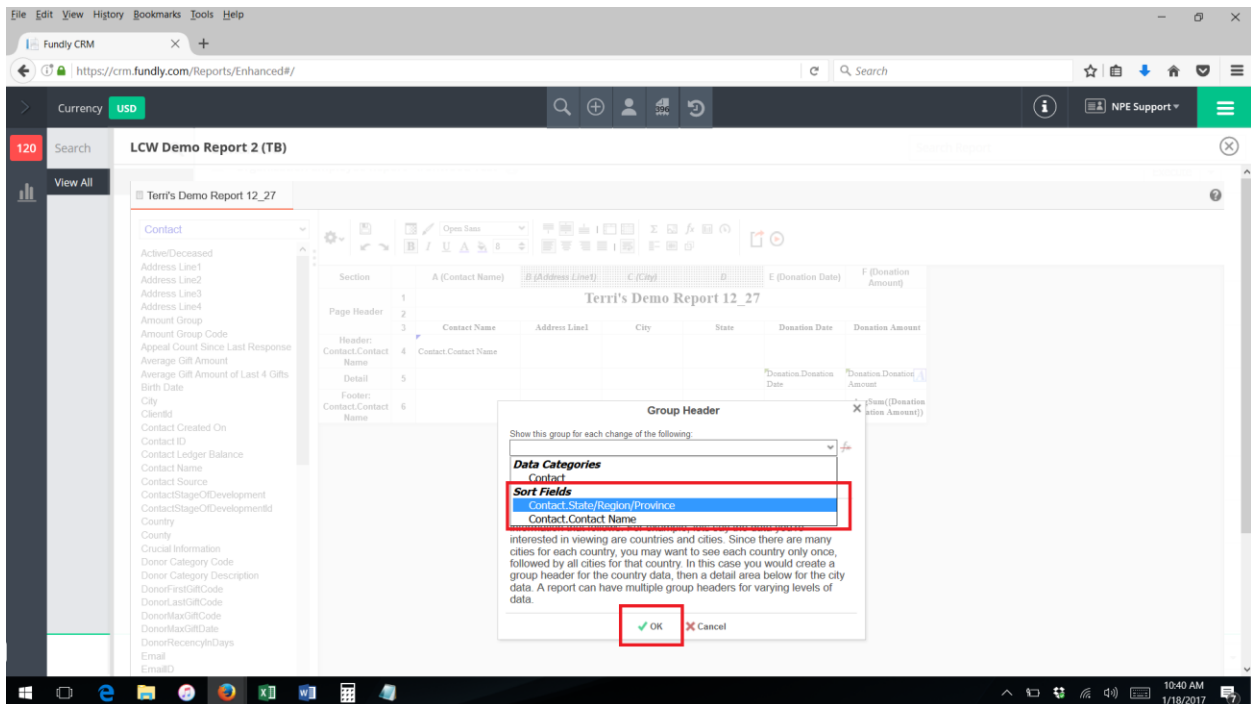 File Edit View History Bookmarks Tools Help
Fundly CRM
https://crm.fundly.com/Reports/Enhanced#/
Search
Currency USD
396
NPE Support
120
Search
LCW Demo Report 2 (TB)
View All
Terri's Demo Report 12_27
Contact
Open Sans
B I U A
Active/Deceased
Address Line1
Address Line2
Address Line3
Address Line4
Amount Group
Amount Group Code
Appeal Count Since Last Response
Average Gift Amount
Average Gift Amount of Last 4 Gifts
Birth Date
City
ClientId
Contact Created On
Contact ID
Contact Ledger Balance
Contact Name
Contact Source
ContactStageOfDevelopment
ContactStageOfDevelopmentId
Country
County
Crucial Information
Donor Category Code
Donor Category Description
DonorFirstGiftCode
DonorLastGiftCode
DonorMaxGiftCode
DonorMaxGiftDate
DonorRecencyInDays
Email
EmailID
Section A (Contact Name) B (Address Line1) C (City) D E (Donation Date) F (Donation Amount)
Page Header
1 Terri's Demo Report 12_27
2
3 Contact Name Address Line1 City State Donation Date Donation Amount
Header: Contact.Contact Name 4 Contact.Contact Name
Detail 5 Donation.Donation Date Donation.Donation Amount
Footer: Contact.Contact Name 6
Sum({Donation
ation Amount})
Group Header
Show this group for each change of the following:
Data Categories
Contact
Sort Fields
Contact.State/Region/Province
Contact.Contact Name
interested in viewing are countries and cities. Since there are many
cities for each country, you may want to see each country only once,
followed by all cities for that country. In this case you would create a
group header for the country data, then a detail area below for the city
data. A report can have multiple group headers for varying levels of
data.
OK Cancel
10:40 AM
1/18/2017